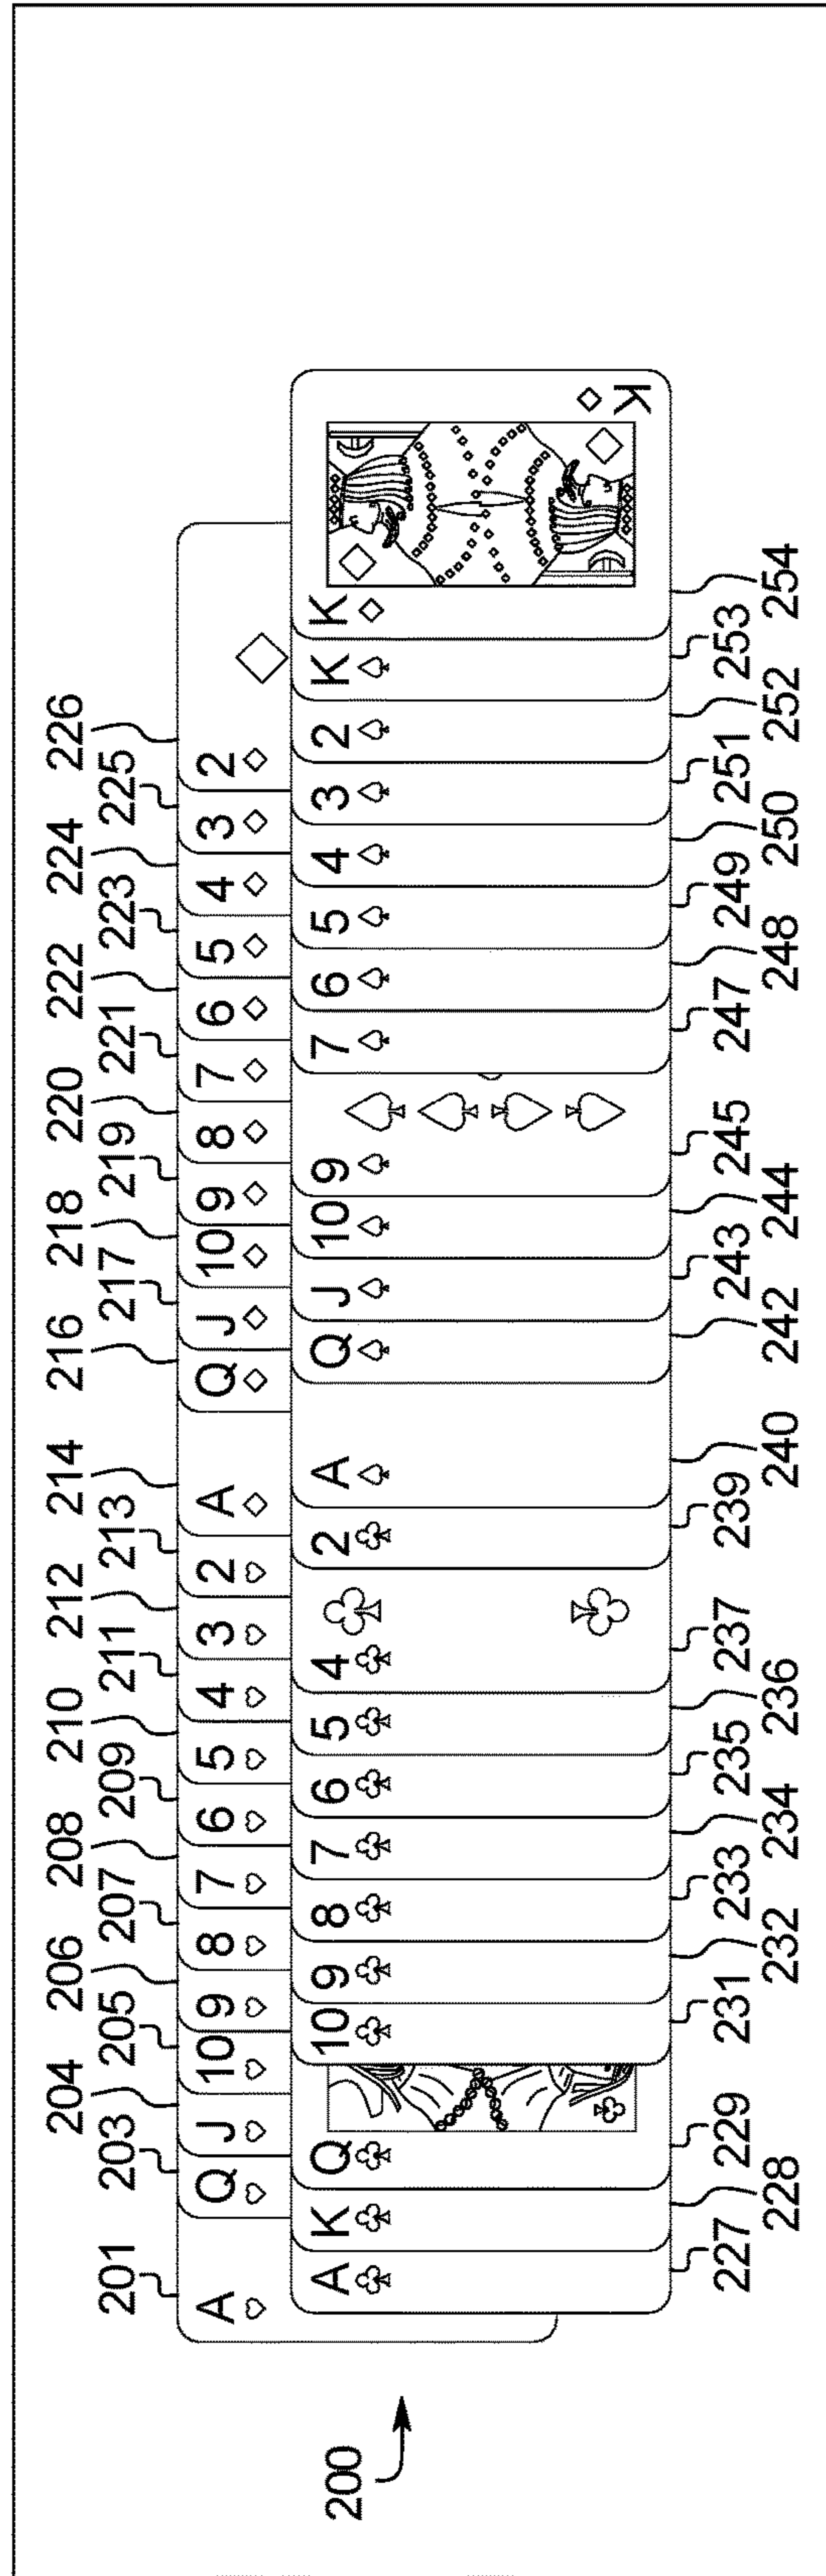 204 206 208 210 212 214 216 218 220 222 224 226
201 203 205 207 209 211 213 217 219 221 223 225
A Q J 10 9 8 7 6 5 4 3 2 A Q J 10 9 8 7 6 5 4 3 2
200 A K Q 10 9 8 7 6 5 4 2 A Q J 10 9 7 6 5 4 3 2 K K
K
227 229 231 233 235 237 239 243 245 247 249 251 253
228 232 234 236 240 242 244 248 250 252 254